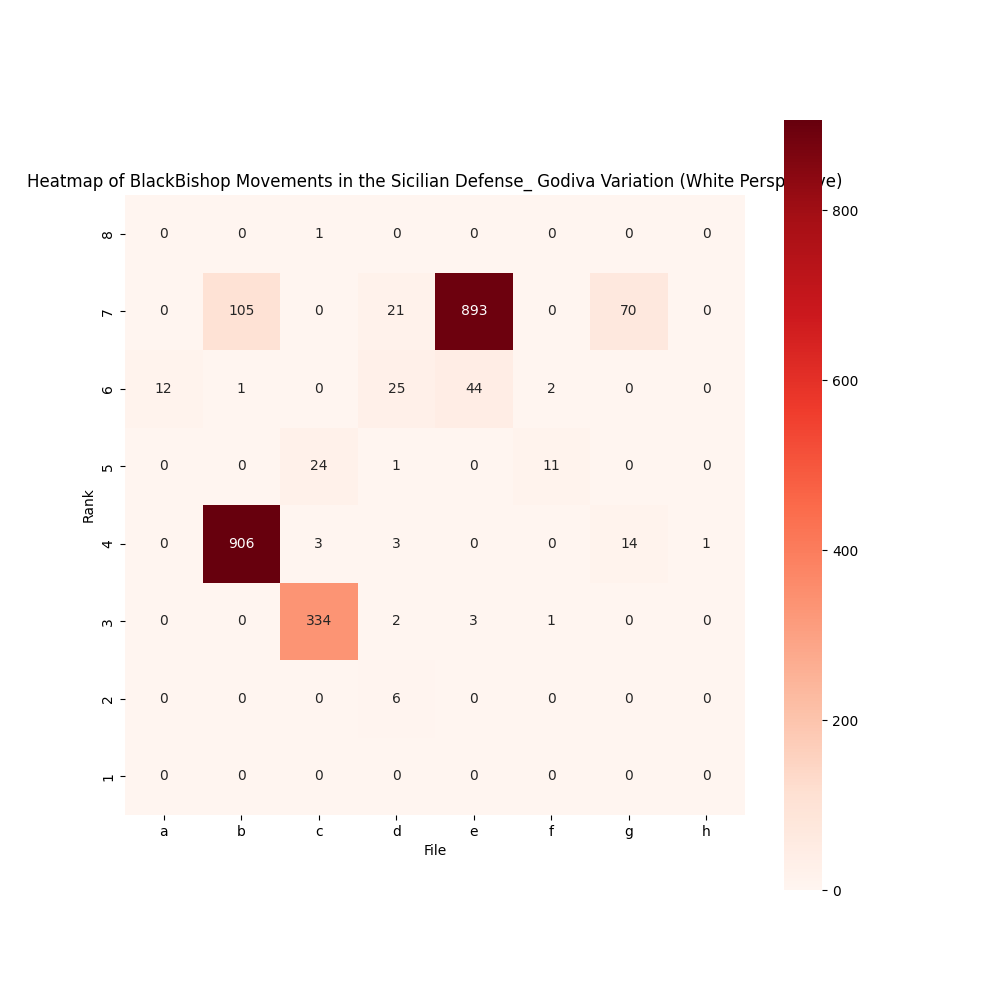 Heatmap of BlackBishop Movements in the Sicilian Defense_ Godiva Variation (White Perspective)
8 0 0 1 0 0 0 0 0
7 0 105 0 21 893 0 70 0
6 12 1 0 25 44 2 0 0
5 0 0 24 1 0 11 0 0
4 0 906 3 3 0 0 14 1
3 0 0 334 2 3 1 0 0
2 0 0 0 6 0 0 0 0
1 0 0 0 0 0 0 0 0
a b c d e f g h
File
Rank
800
600
400
200
0